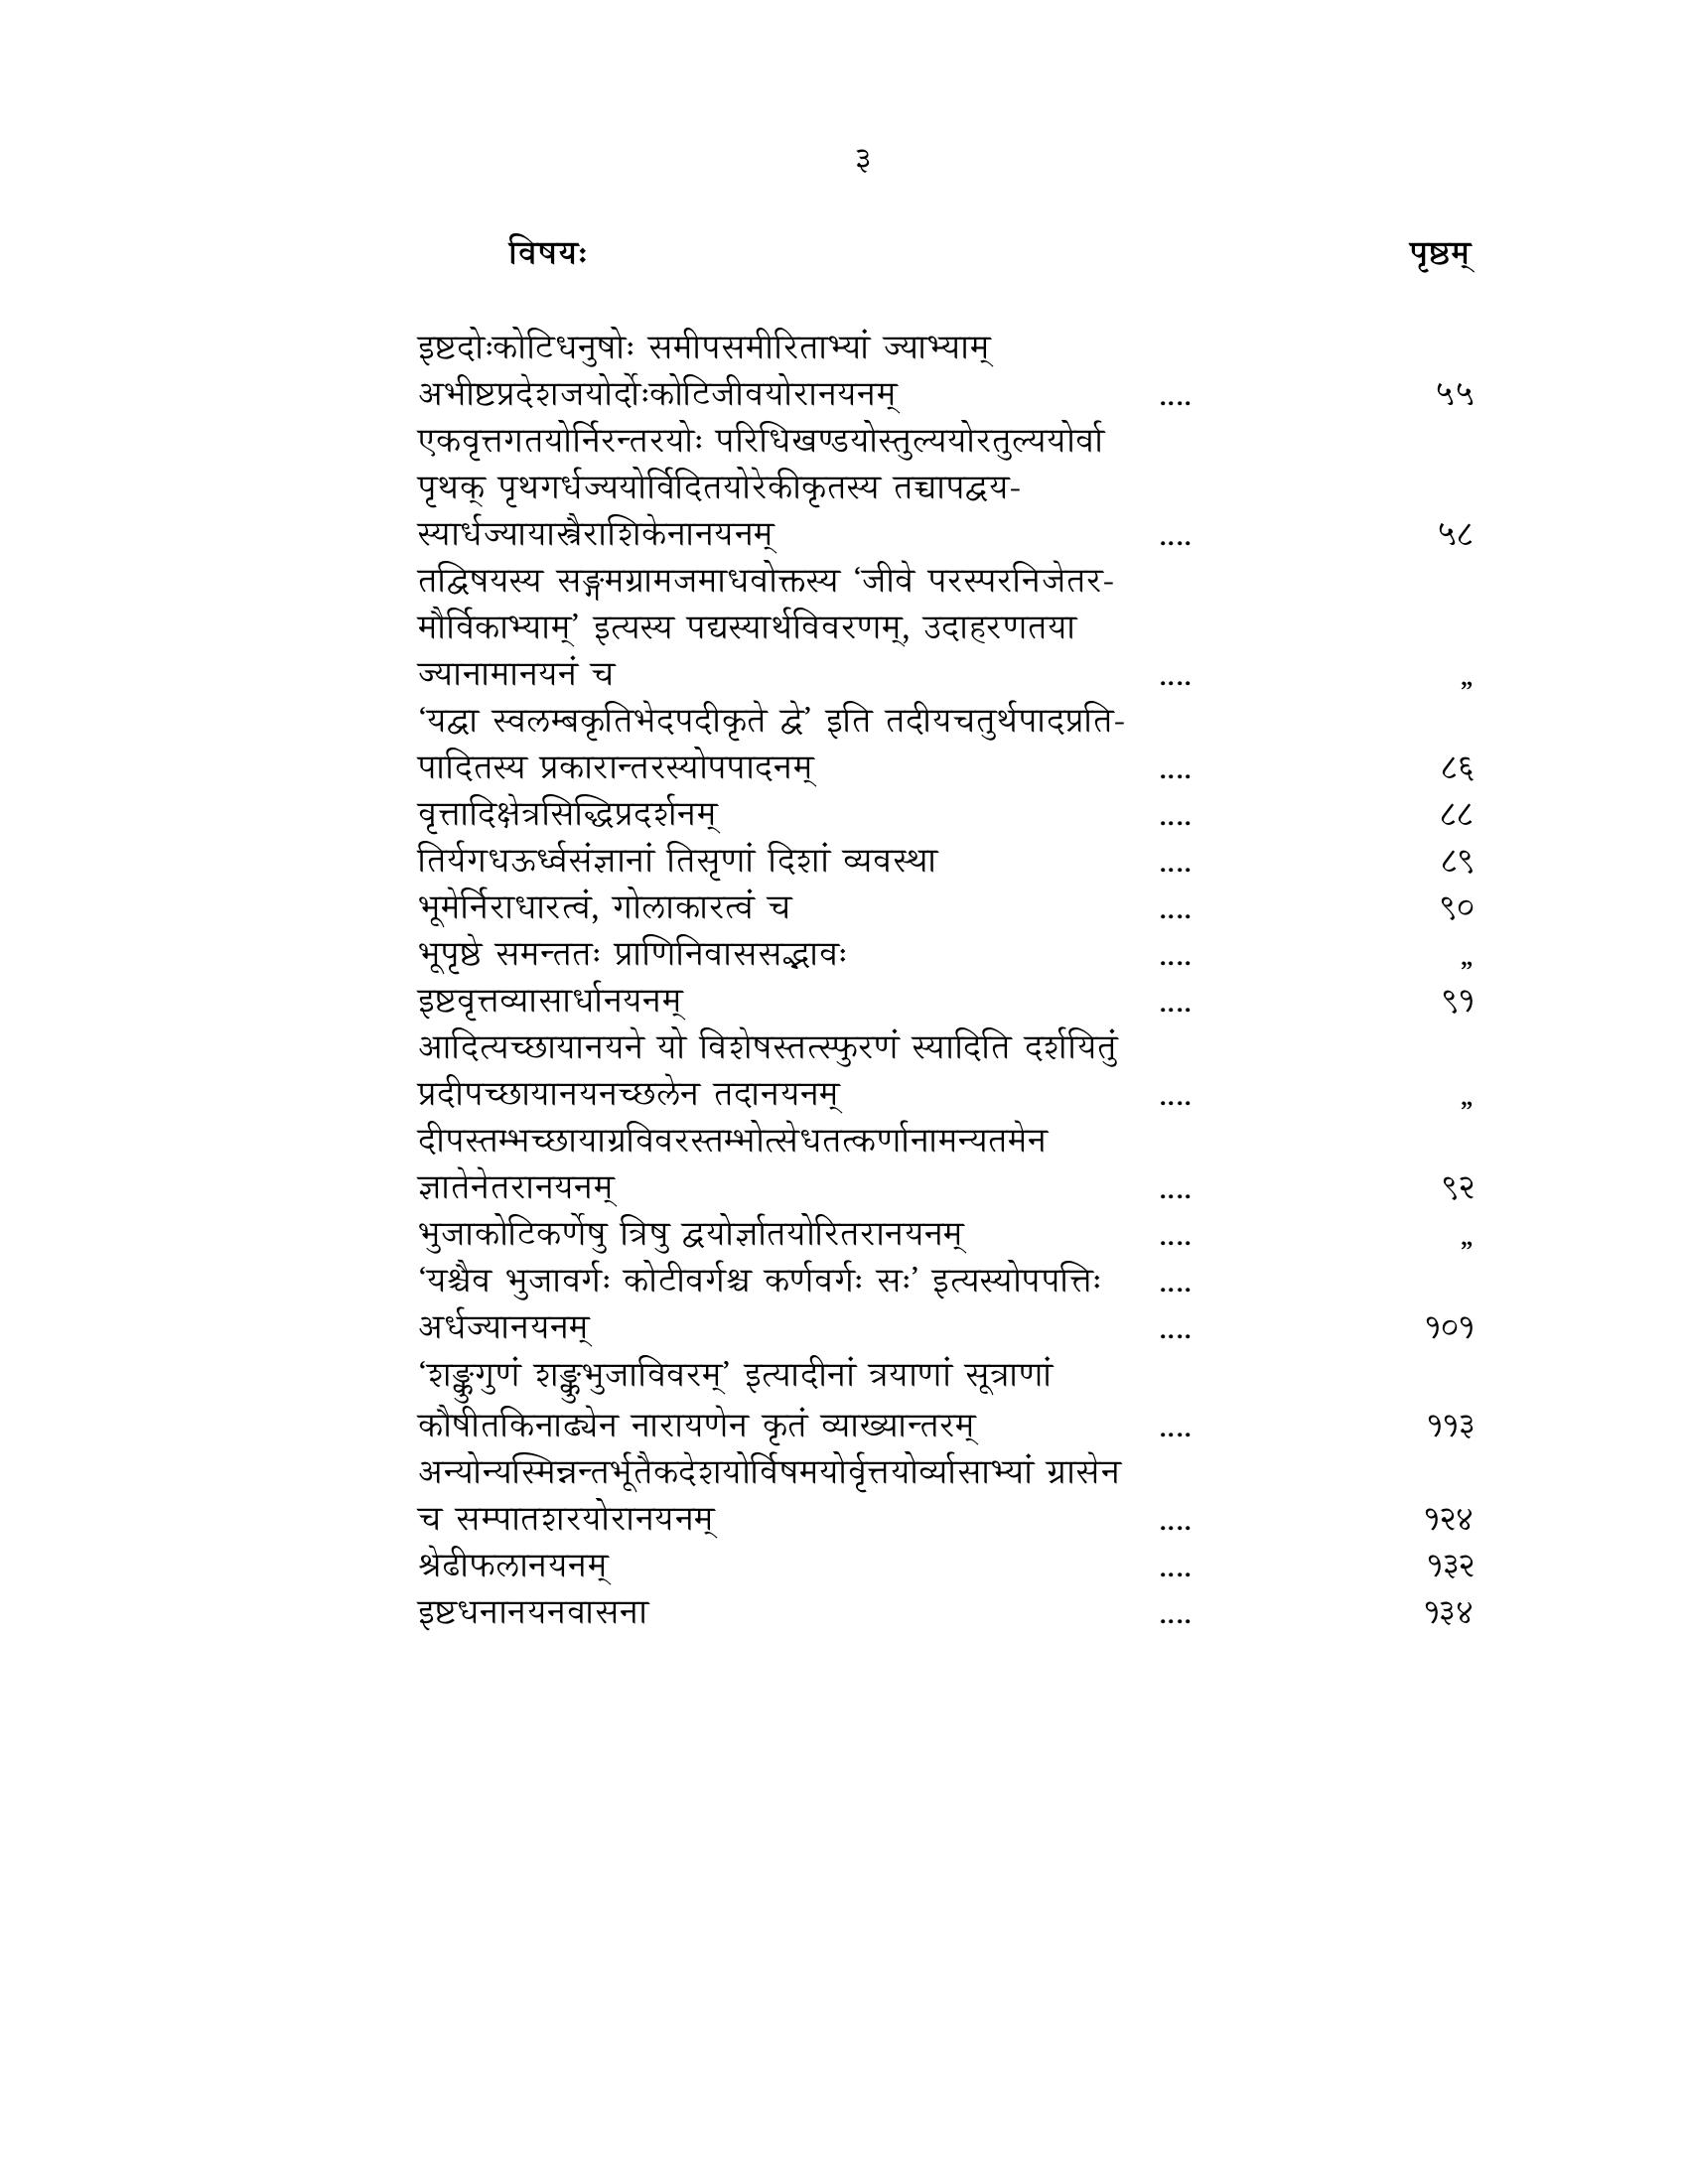 ३
विषयः पृष्ठम्
इष्टदोःकोटिधनुषोः समीपसमीरिताभ्यां ज्याभ्याम्
अभीष्टप्रदेशजयोर्दोःकोटिजीवयोरानयनम् .... ५५
एकवृत्तगतयोर्निरन्तरयोः परिधिखण्डयोस्तुल्ययोरतुल्ययोर्वा
पृथक् पृथगर्धज्ययोर्विदितयोरेकीकृतस्य तच्चापद्वय-
स्यार्धज्यायास्त्रैराशिकेनानयनम् .... ५८
तद्विषयस्य सङ्गमग्रामजमाधवोक्तस्य ‘जीवे परस्परनिजेतर-
मौर्विकाभ्याम्’ इत्यस्य पद्यस्यार्थविवरणम्, उदाहरणतया
ज्यानामानयनं च .... „
‘यद्वा स्वलम्बकृतिभेदपदीकृते द्वे’ इति तदीयचतुर्थपादप्रति-
पादितस्य प्रकारान्तरस्योपपादनम् .... ८६
वृत्तादिक्षेत्रसिद्धिप्रदर्शनम् .... ८८
तिर्यगधऊर्ध्वसंज्ञानां तिसृणां दिशां व्यवस्था .... ८९
भूमेर्निराधारत्वं, गोलाकारत्वं च .... ९०
भूपृष्ठे समन्ततः प्राणिनिवाससद्भावः .... „
इष्टवृत्तव्यासार्धानयनम् .... ९१
आदित्यच्छायानयने यो विशेषस्तत्स्फुरणं स्यादिति दर्शयितुं
प्रदीपच्छायानयनच्छलेन तदानयनम् .... „
दीपस्तम्भच्छायाग्रविवरस्तम्भोत्सेधतत्कर्णानामन्यतमेन
ज्ञातेनेतरानयनम् .... ९२
भुजाकोटिकर्णेषु त्रिषु द्वयोर्ज्ञातयोरितरानयनम् .... „
‘यश्चैव भुजावर्गः कोटीवर्गश्च कर्णवर्गः सः’ इत्यस्योपपत्तिः ....
अर्धज्यानयनम् .... १०१
‘शङ्कुगुणं शङ्कुभुजाविवरम्’ इत्यादीनां त्रयाणां सूत्राणां
कौषीतकिनाढ्येन नारायणेन कृतं व्याख्यान्तरम् .... ११३
अन्योन्यस्मिन्नन्तर्भूतैकदेशयोर्विषमयोर्वृत्तयोर्व्यासाभ्यां ग्रासेन
च सम्पातशरयोरानयनम् .... १२४
श्रेढीफलानयनम् .... १३२
इष्टधनानयनवासना .... १३४